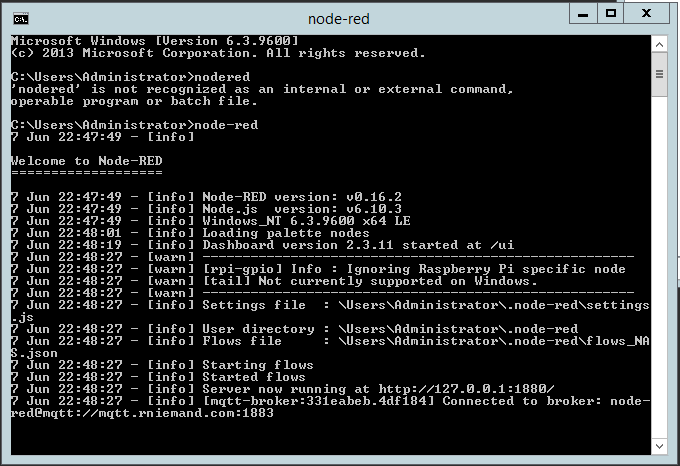 node-red
Microsoft Windows [Version 6.3.9600]
(c) 2013 Microsoft Corporation. All rights reserved.
C:\Users\Administrator>nodered
'nodered' is not recognized as an internal or external command,
operable program or batch file.
C:\Users\Administrator>node-red
7 Jun 22:47:49 - [info]
Welcome to Node-RED
===================
7 Jun 22:47:49 - [info] Node-RED version: v0.16.2
7 Jun 22:47:49 - [info] Node.js  version: v6.10.3
7 Jun 22:47:49 - [info] Windows_NT 6.3.9600 x64 LE
7 Jun 22:48:01 - [info] Loading palette nodes
7 Jun 22:48:19 - [info] Dashboard version 2.3.11 started at /ui
7 Jun 22:48:27 - [warn] ------------------------------------------------------
7 Jun 22:48:27 - [warn] [rpi-gpio] Info : Ignoring Raspberry Pi specific node
7 Jun 22:48:27 - [warn] [tail] Not currently supported on Windows.
7 Jun 22:48:27 - [warn] ------------------------------------------------------
7 Jun 22:48:27 - [info] Settings file  : \Users\Administrator\.node-red\settings
.js
7 Jun 22:48:27 - [info] User directory : \Users\Administrator\.node-red
7 Jun 22:48:27 - [info] Flows file     : \Users\Administrator\.node-red\flows_NA
S.json
7 Jun 22:48:27 - [info] Starting flows
7 Jun 22:48:27 - [info] Started flows
7 Jun 22:48:27 - [info] Server now running at http://127.0.0.1:1880/
7 Jun 22:48:27 - [info] [mqtt-broker:331eabeb.4df184] Connected to broker: node-
red@mqtt://mqtt.rniemand.com:1883